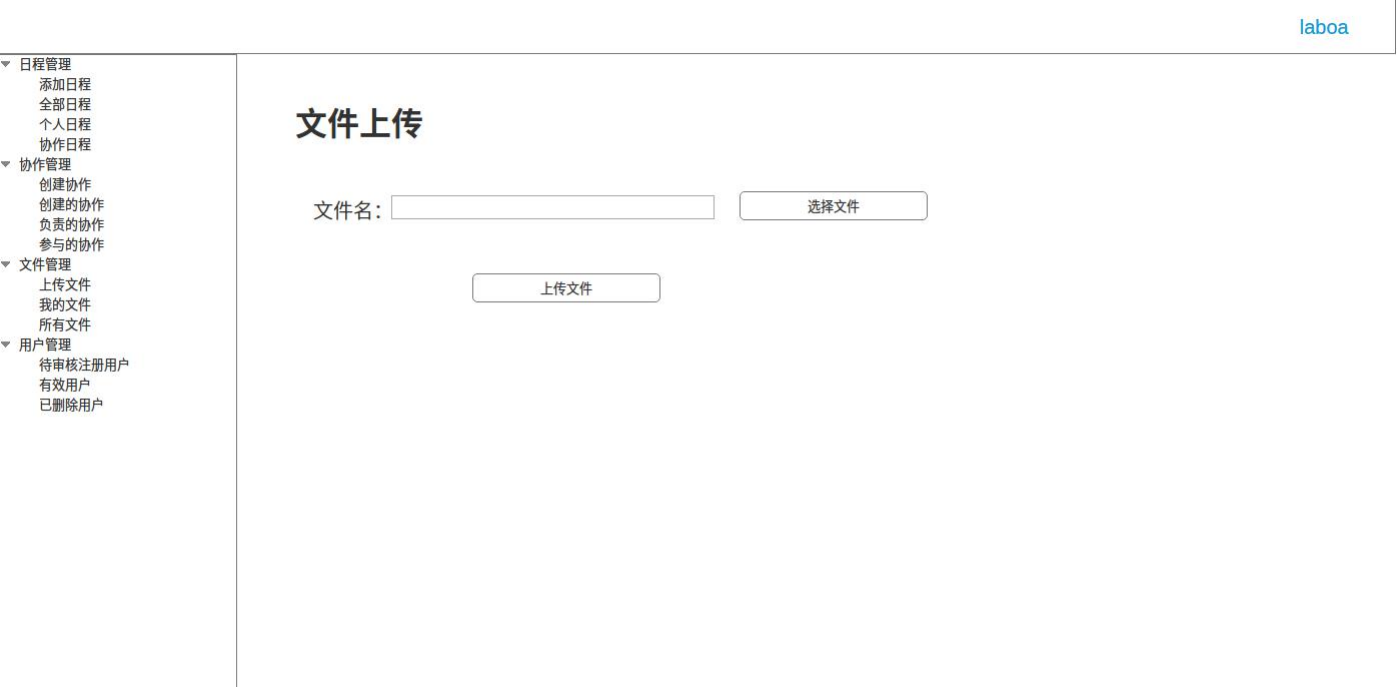 laboa
日程管理
添加日程
全部日程
个人日程
协作日程
协作管理
创建协作
创建的协作
负责的协作
参与的协作
文件管理
上传文件
我的文件
所有文件
用户管理
待审核注册用户
有效用户
已删除用户
文件上传
文件名：
选择文件
上传文件